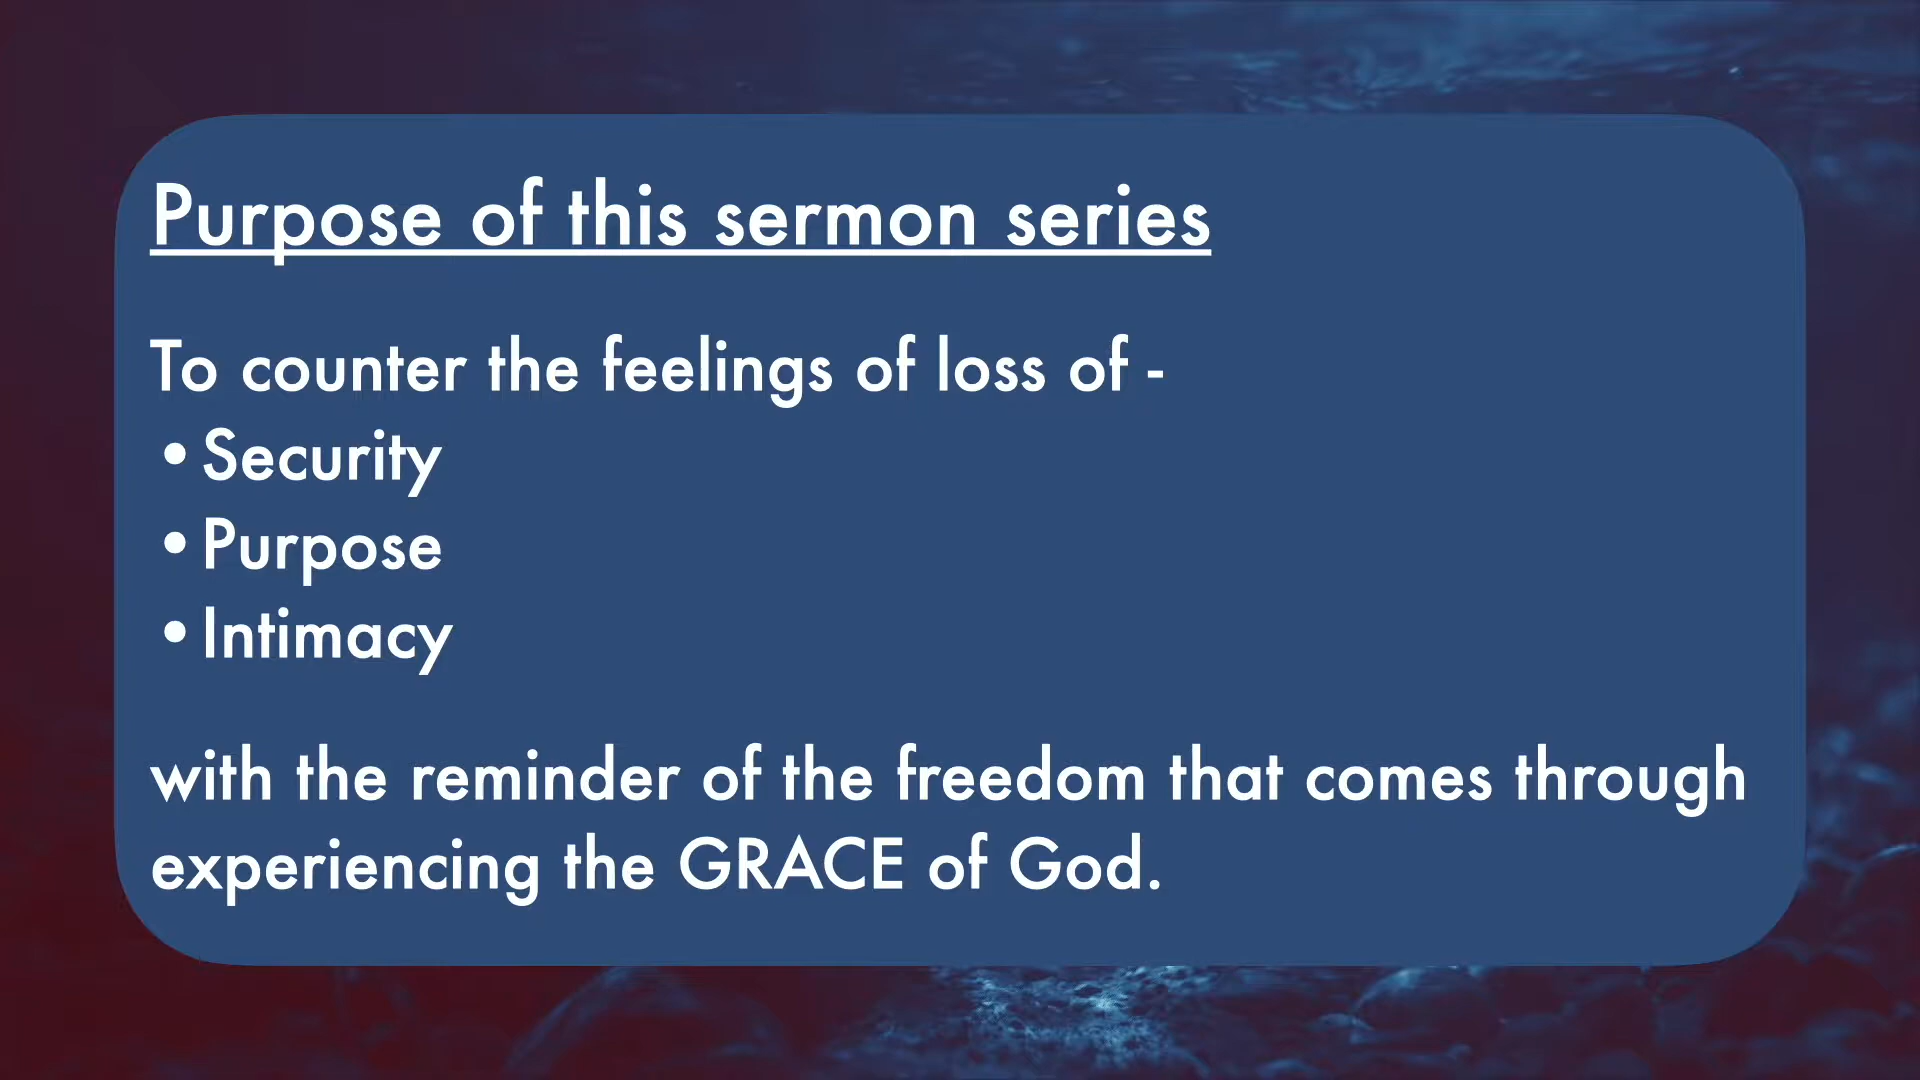 Purpose of this sermon series
To counter the feelings of loss of -
• Security
• Purpose
• Intimacy
with the reminder of the freedom that comes through
experiencing the GRACE of God.